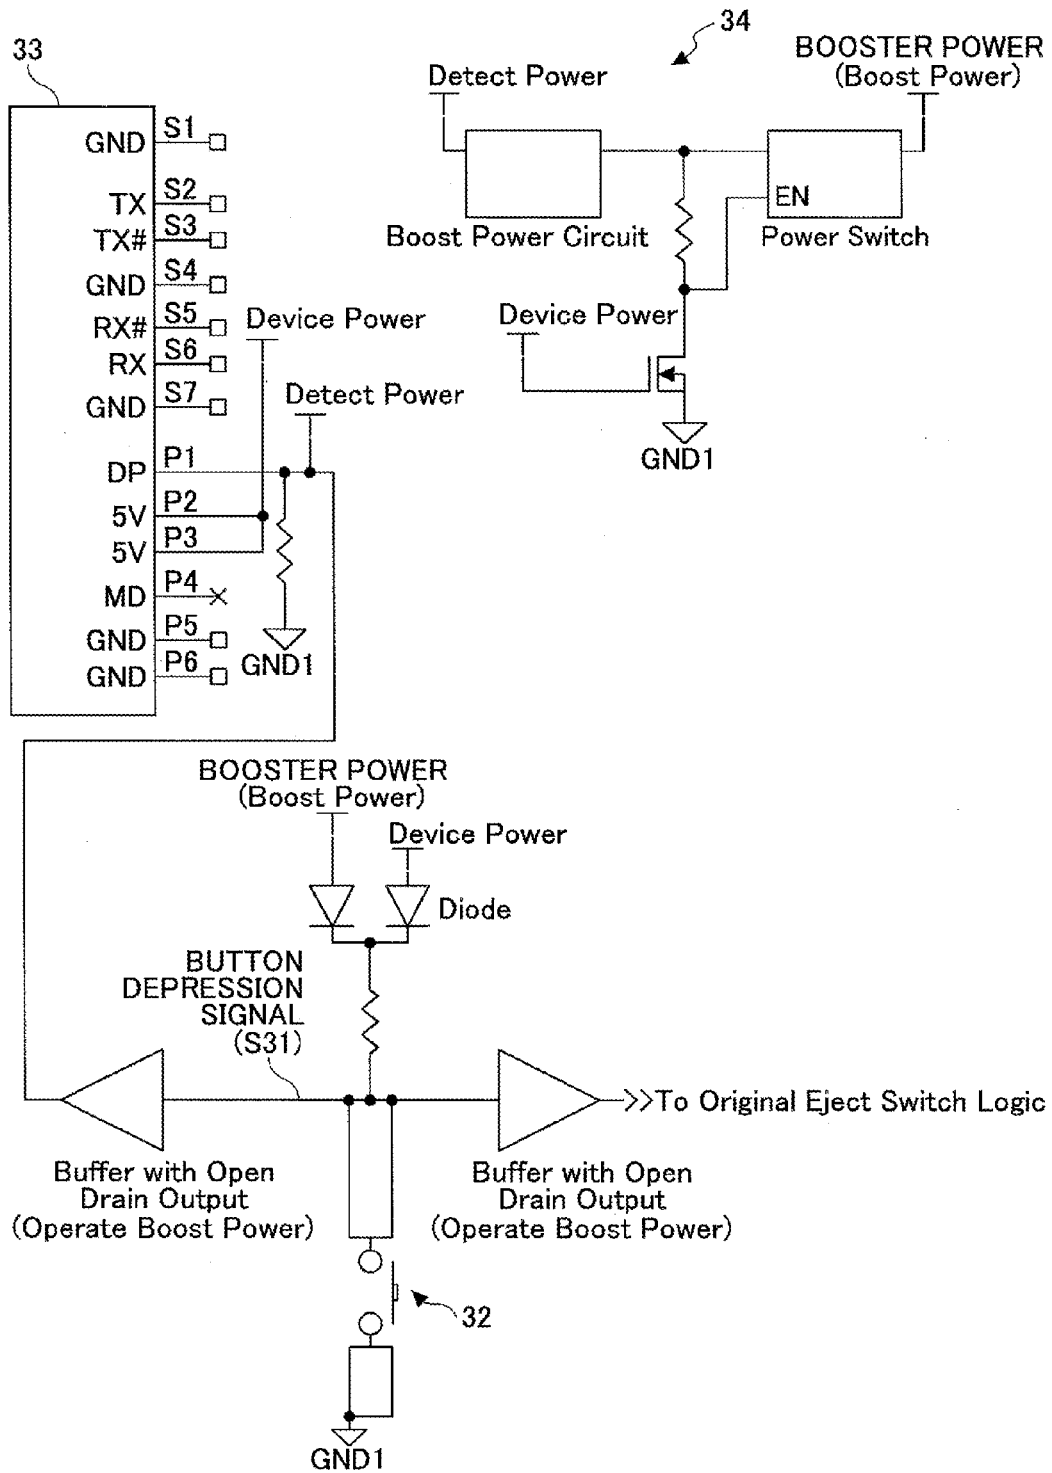 33
GND S1
TX S2
TX# S3
GND S4
RX# S5
RX S6
GND S7
DP P1
5V P2
5V P3
MD P4
GND P5
GND P6
Device Power
Detect Power
GND1
34
Detect Power
BOOSTER POWER
(Boost Power)
Boost Power Circuit
EN
Power Switch
Device Power
GND1
BOOSTER POWER
(Boost Power)
Device Power
Diode
BUTTON
DEPRESSION
SIGNAL
(S31)
To Original Eject Switch Logic
Buffer with Open
Drain Output
(Operate Boost Power)
Buffer with Open
Drain Output
(Operate Boost Power)
32
GND1